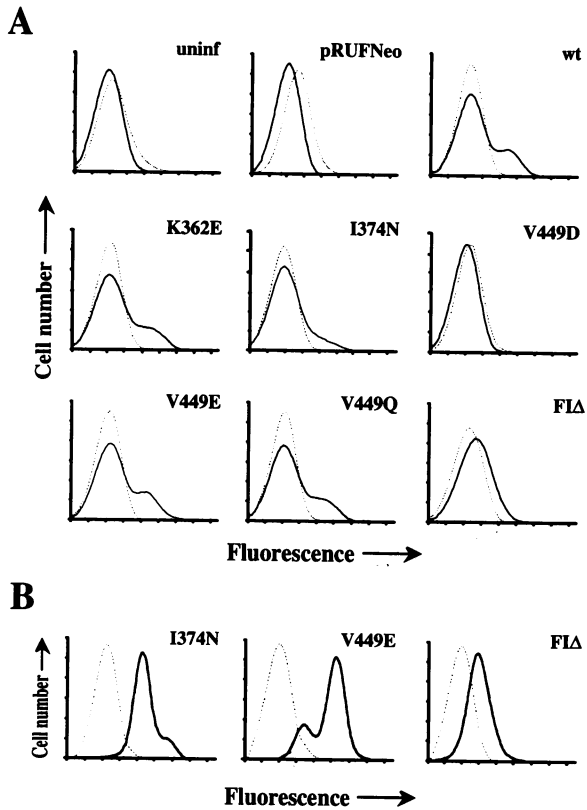 A
uninf pRUFNeo wt
K362E I374N V449D
Cell number
V449E V449Q FIΔ
Fluorescence
B
I374N V449E FIΔ
Cell number
Fluorescence